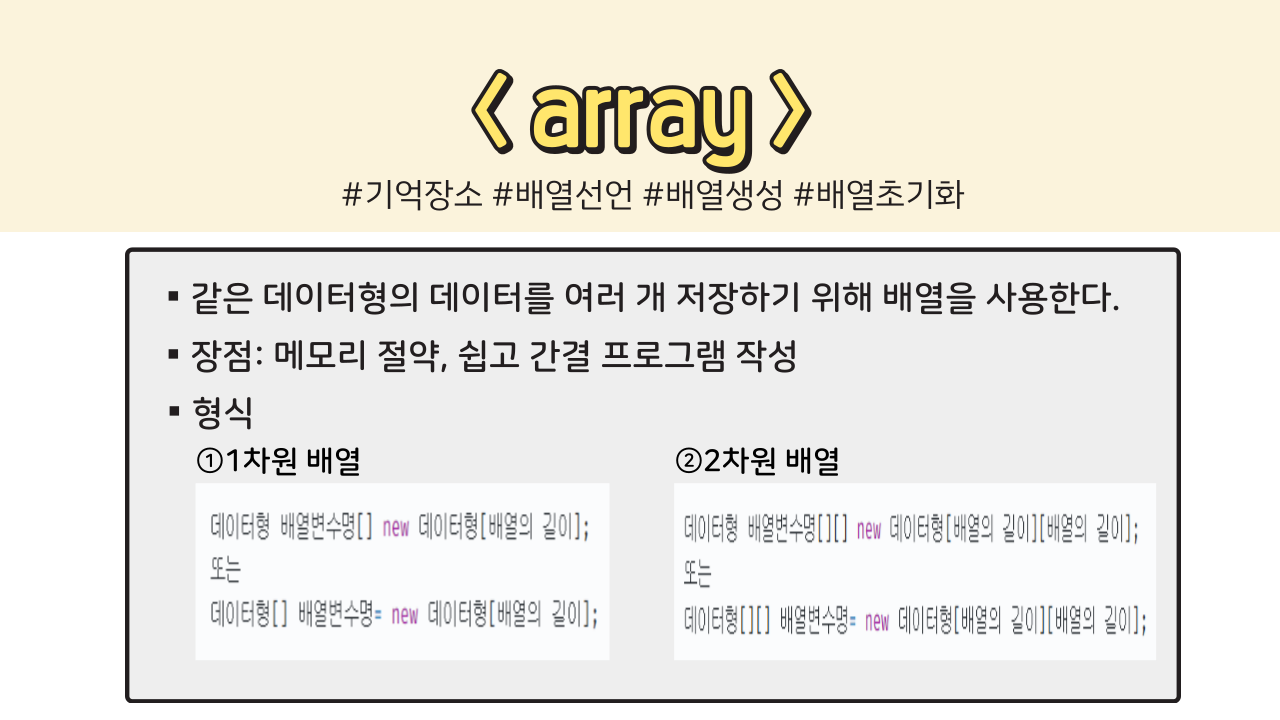 < array >
#기억장소 #배열선언 #배열생성 #배열초기화
▪ 같은 데이터형의 데이터를 여러 개 저장하기 위해 배열을 사용한다.
▪ 장점: 메모리 절약, 쉽고 간결 프로그램 작성
▪ 형식
①1차원 배열
데이터형 배열변수명[] new 데이터형[배열의 길이];
또는
데이터형[] 배열변수명= new 데이터형[배열의 길이];
②2차원 배열
데이터형 배열변수명[][] new 데이터형[배열의 길이][배열의 길이];
또는
데이터형[][] 배열변수명= new 데이터형[배열의 길이][배열의 길이];